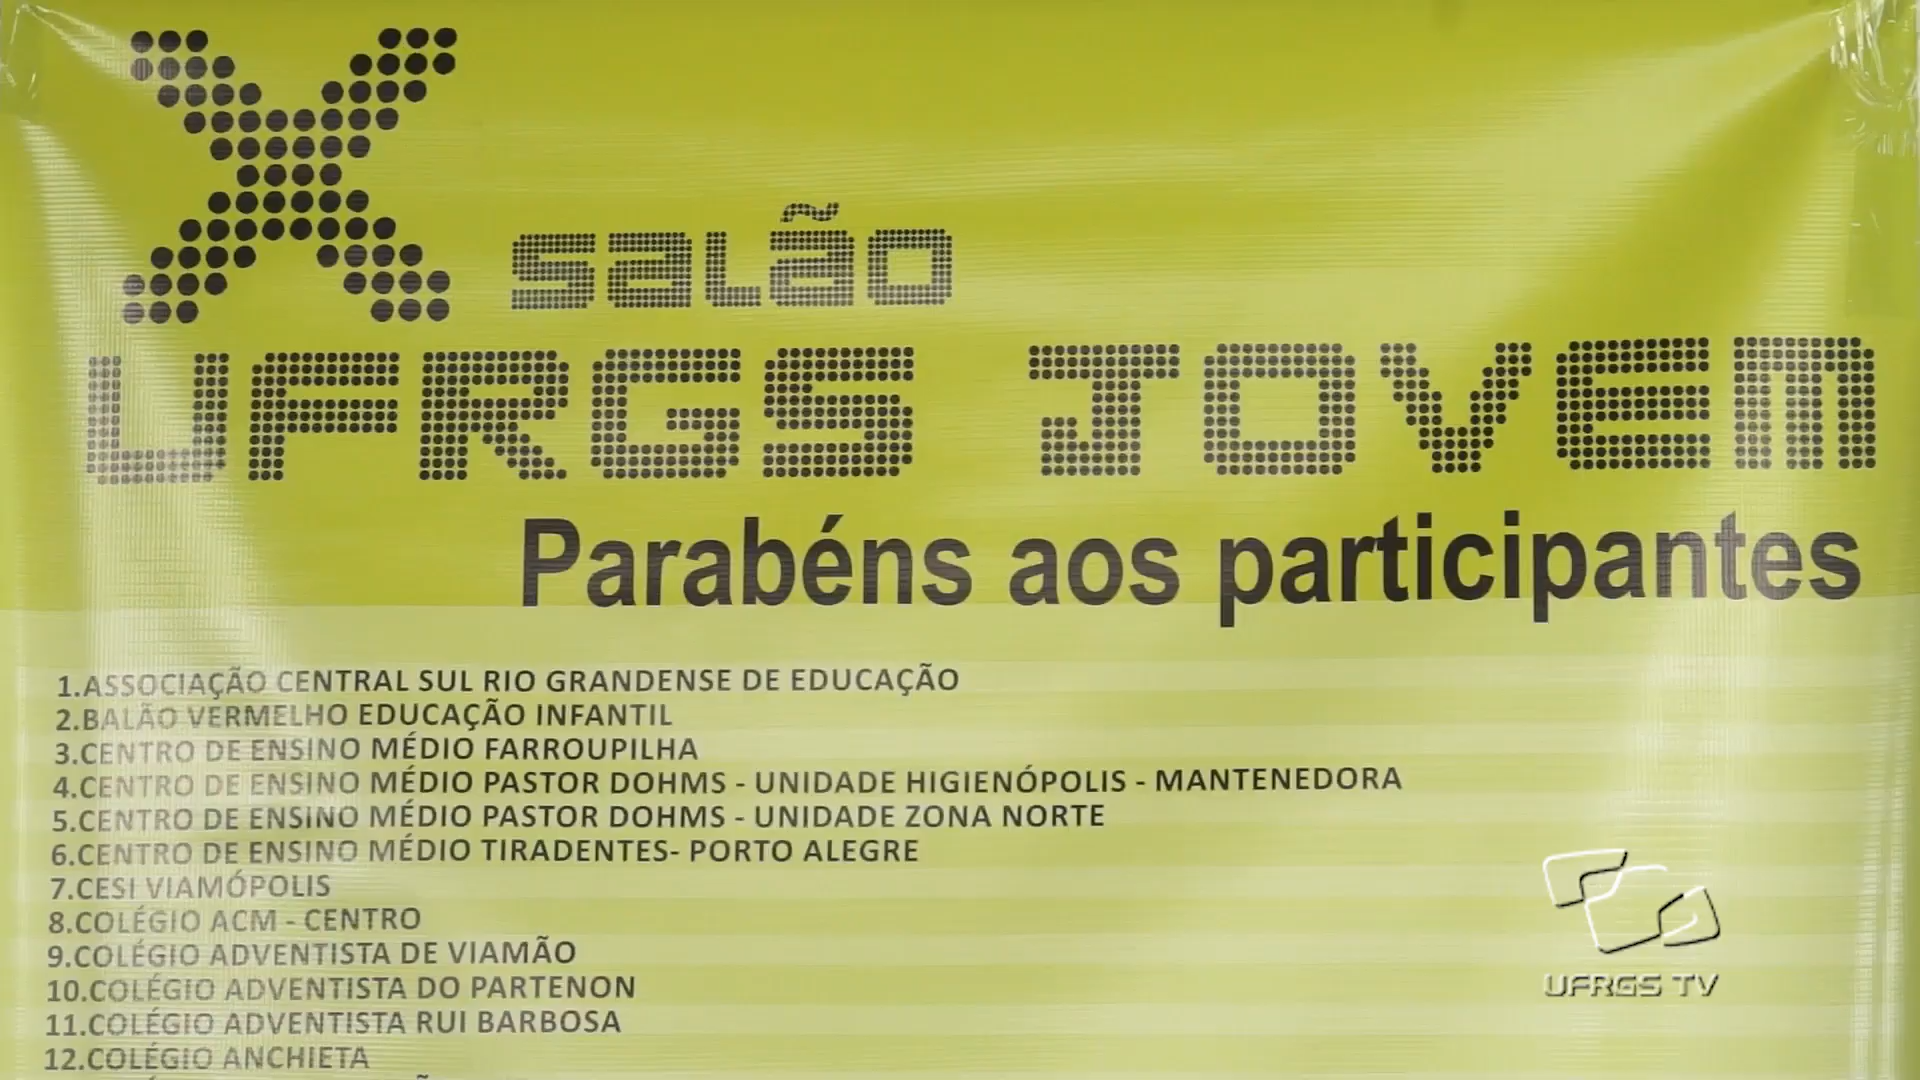 X SALÃO
UFRGS JOVEM
Parabéns aos participantes
1.ASSOCIAÇÃO CENTRAL SUL RIO GRANDENSE DE EDUCAÇÃO
2.BALÃO VERMELHO EDUCAÇÃO INFANTIL
3.CENTRO DE ENSINO MÉDIO FARROUPILHA
4.CENTRO DE ENSINO MÉDIO PASTOR DOHMS - UNIDADE HIGIENÓPOLIS - MANTENEDORA
5.CENTRO DE ENSINO MÉDIO PASTOR DOHMS - UNIDADE ZONA NORTE
6.CENTRO DE ENSINO MÉDIO TIRADENTES- PORTO ALEGRE
7.CESI VIAMÓPOLIS
8.COLÉGIO ACM - CENTRO
9.COLÉGIO ADVENTISTA DE VIAMÃO
10.COLÉGIO ADVENTISTA DO PARTENON
11.COLÉGIO ADVENTISTA RUI BARBOSA
12.COLÉGIO ANCHIETA
UFRGS TV